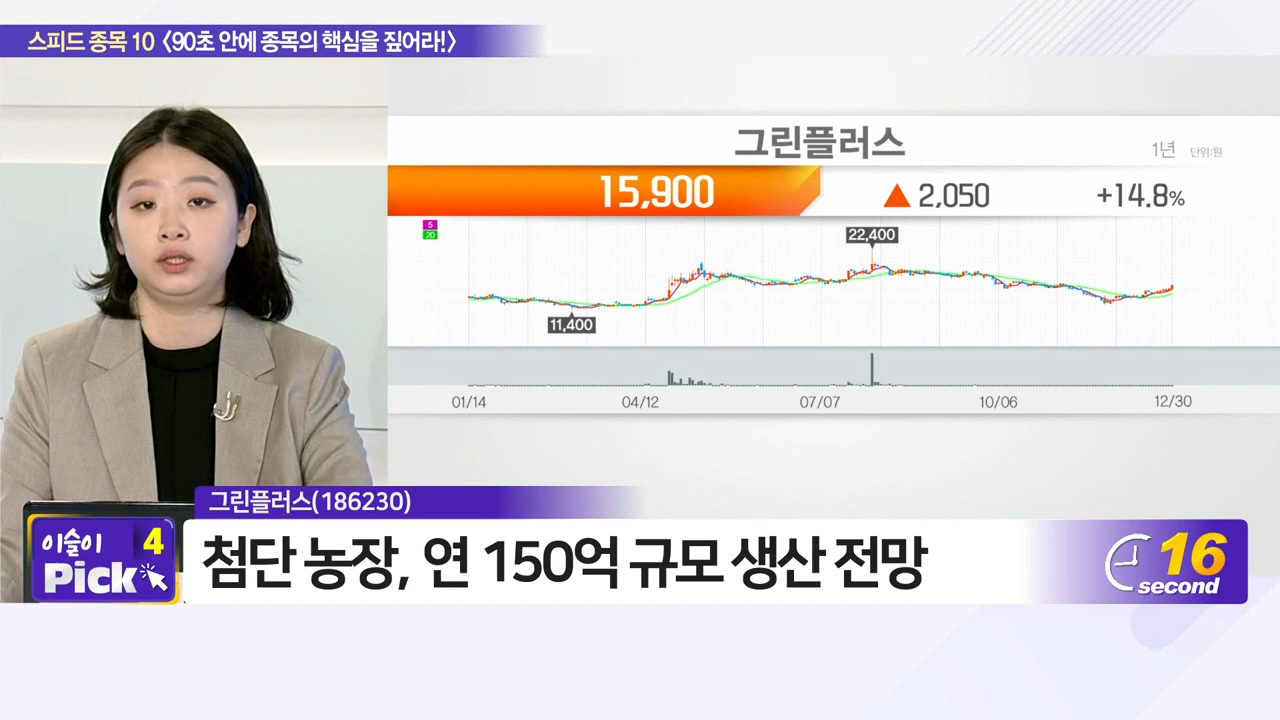 스피드 종목 10 <90초 안에 종목의 핵심을 짚어라!>
그린플러스
1년 단위:원
15,900 ▲ 2,050 +14.8%
5
20
22,400
11,400
01/14 04/12 07/07 10/06 12/30
그린플러스(186230)
이슬이 4
Pick
첨단 농장, 연 150억 규모 생산 전망
16
second